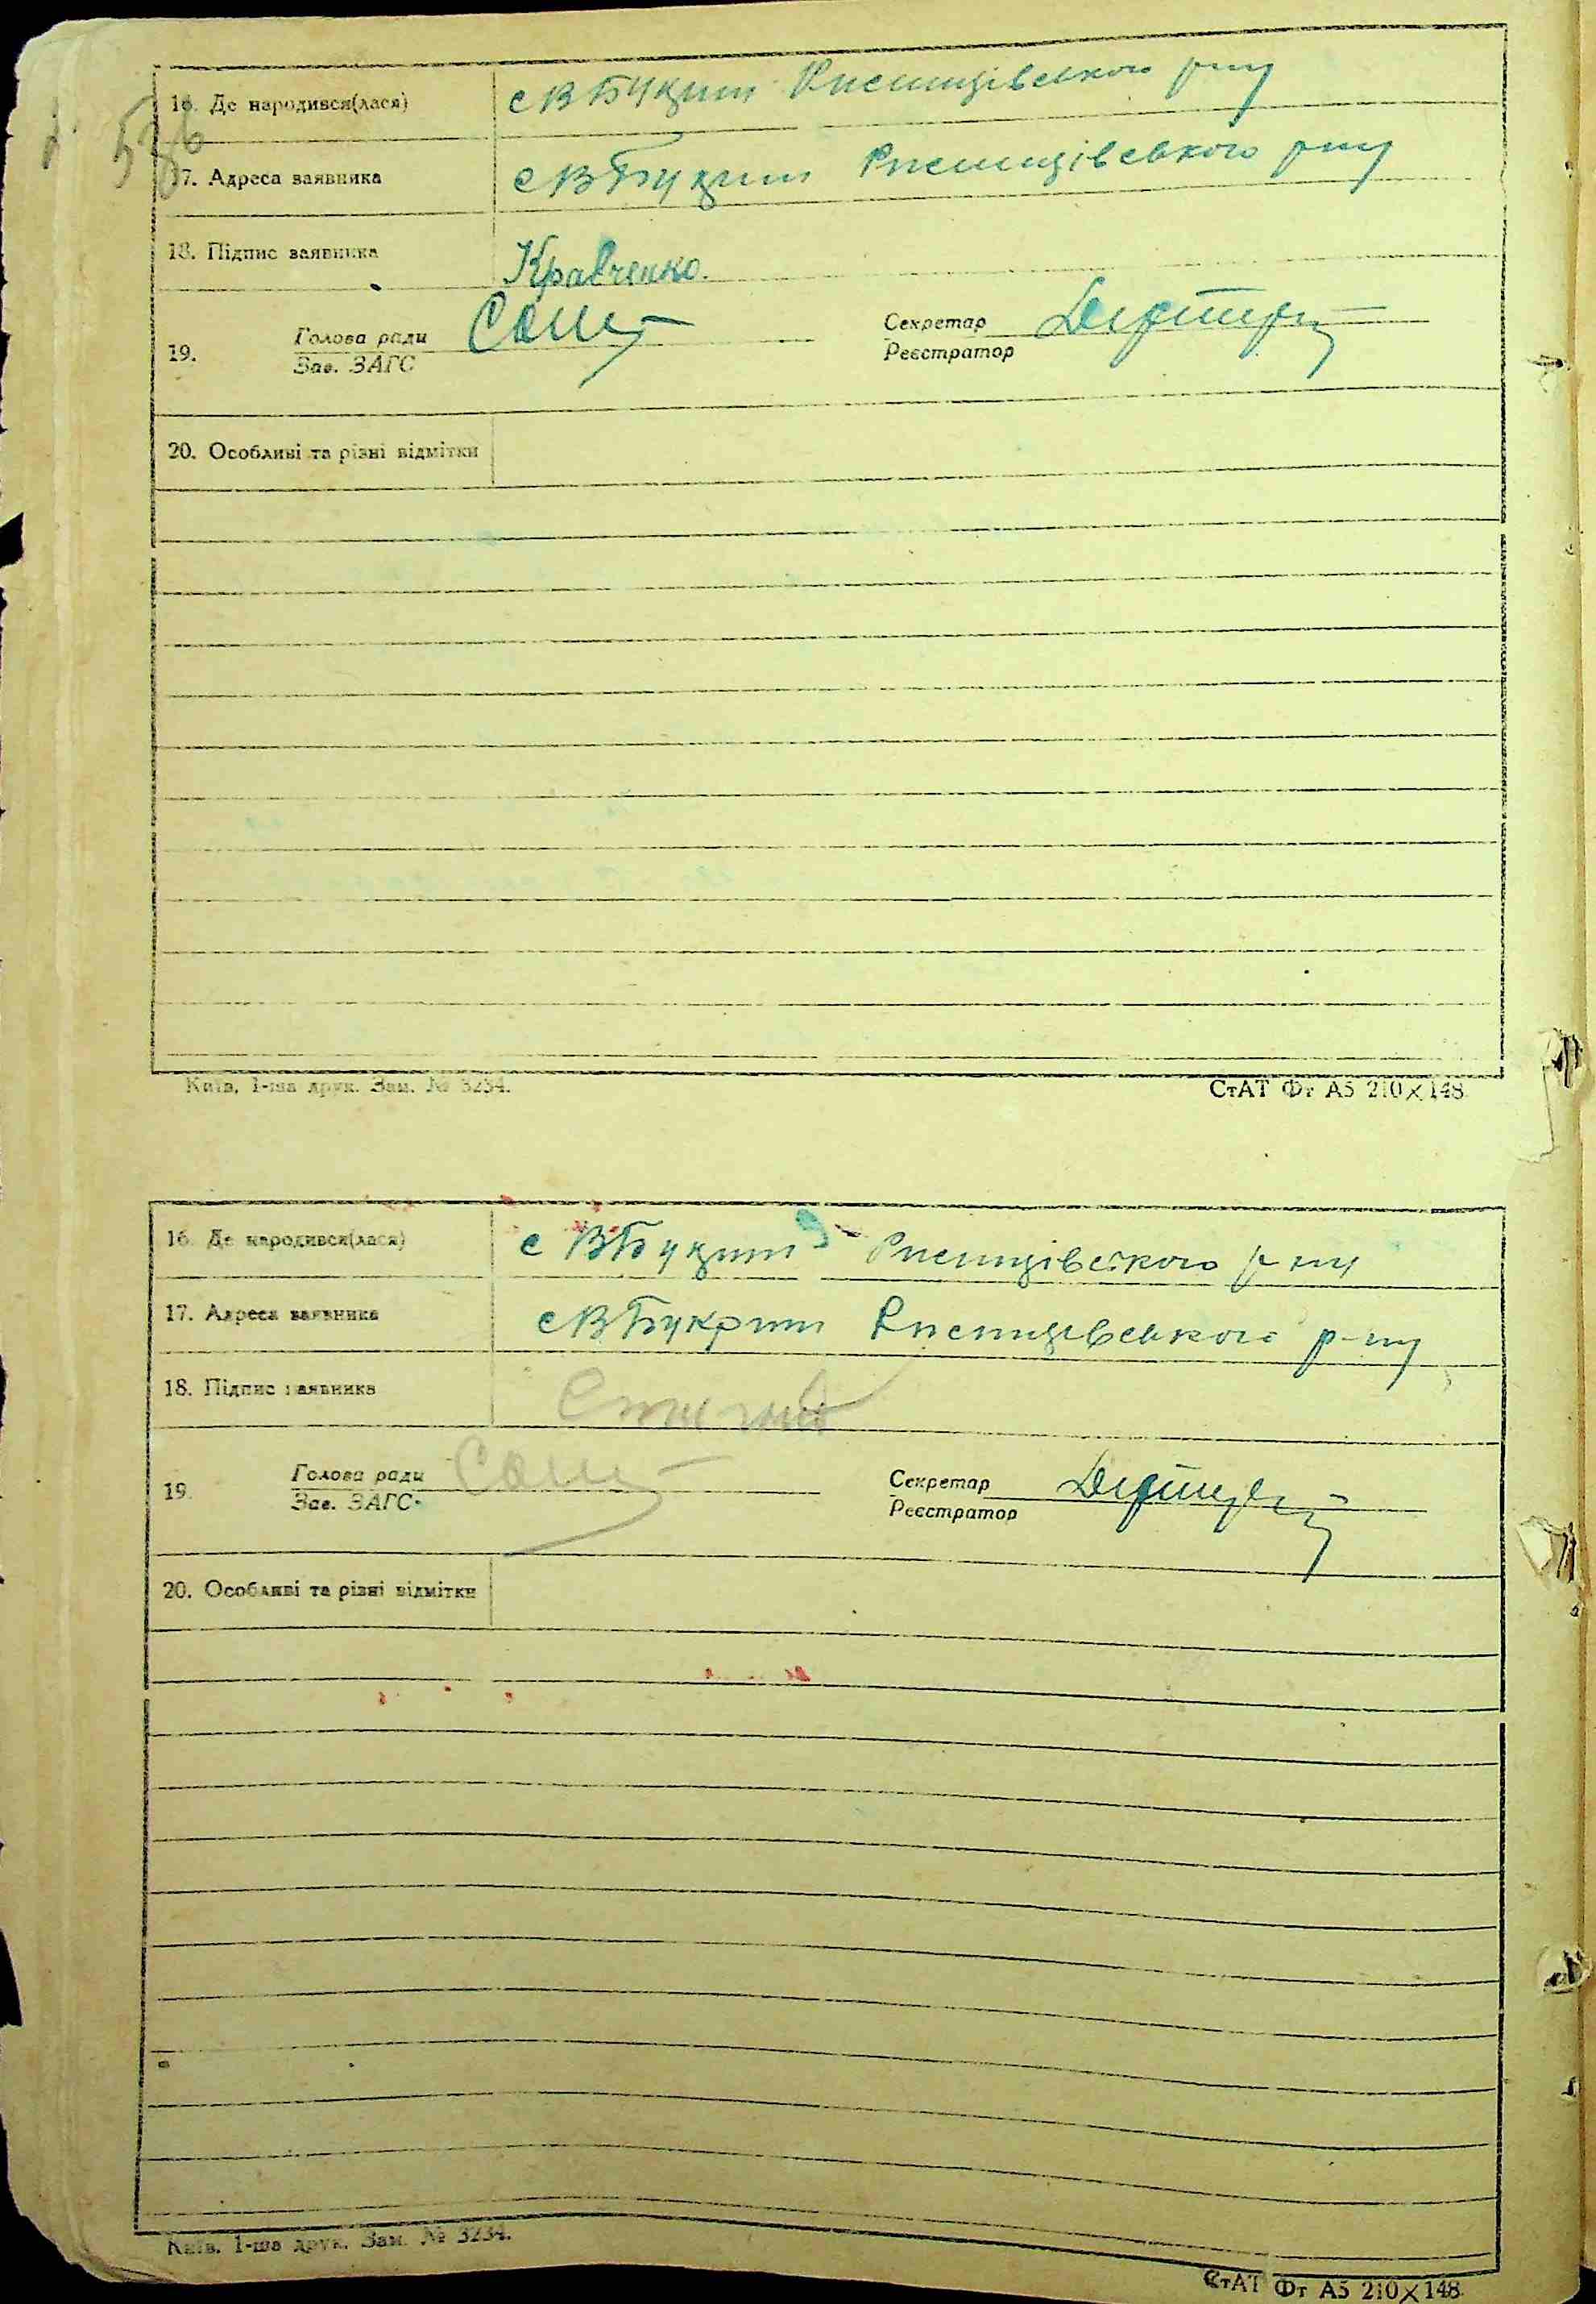 536
16. Де народився(лася) с В Букрин Ржищівського р-ну
17. Адреса заявника с В Букрин Ржищівського р-ну
18. Підпис заявника Кравченко.
19. Голова ради Секретар
Зав. ЗАГС Реєстратор
20. Особливі та різні відмітки
Київ, 1-ша друк. Зам. № 3234. СтАТ Фт А5 210×148
16. Де народився(лася) с В Букрин Ржищівського р-ну
17. Адреса заявника с В Букрин Ржищівського р-ну
18. Підпис заявника
19. Голова ради Секретар
Зав. ЗАГС Реєстратор
20. Особливі та різні відмітки
Київ, 1-ша друк. Зам. № 3234. СтАТ Фт А5 210×148